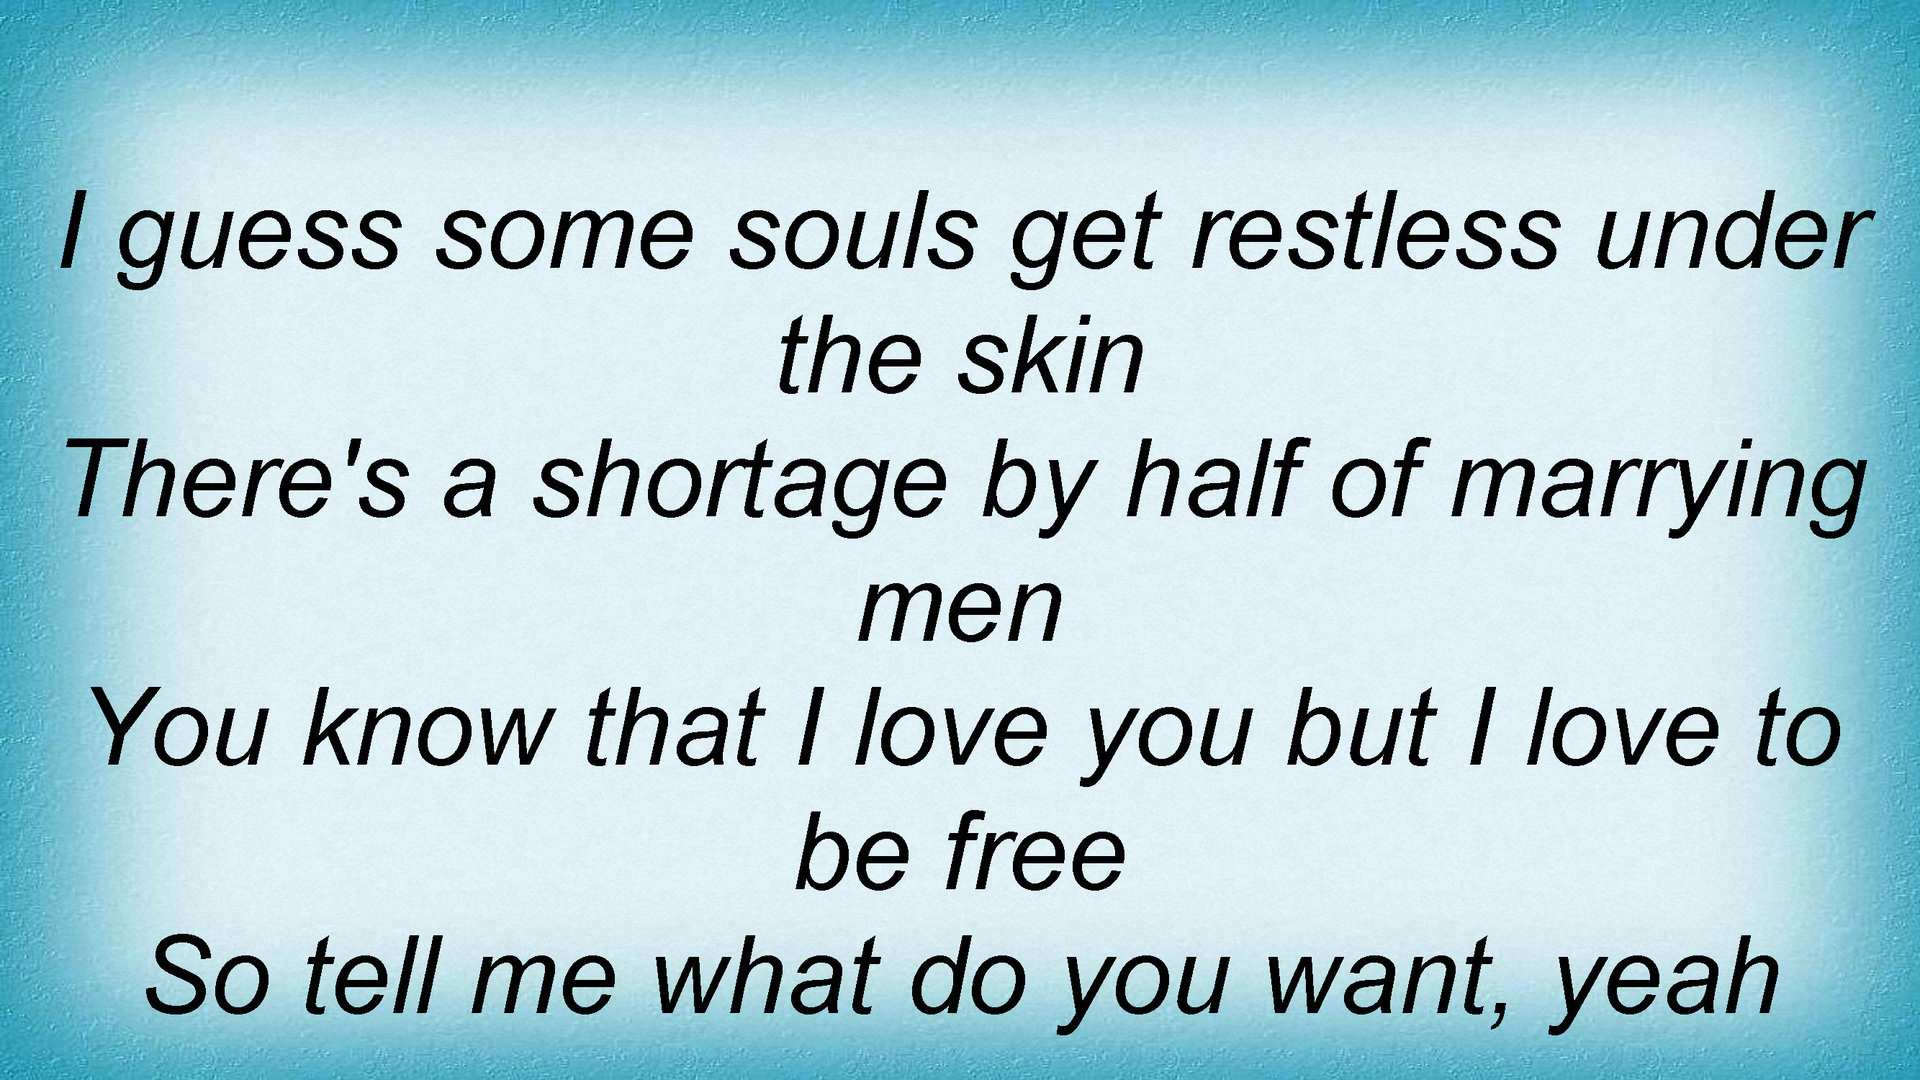 I guess some souls get restless under
the skin
There's a shortage by half of marrying
men
You know that I love you but I love to
be free
So tell me what do you want, yeah